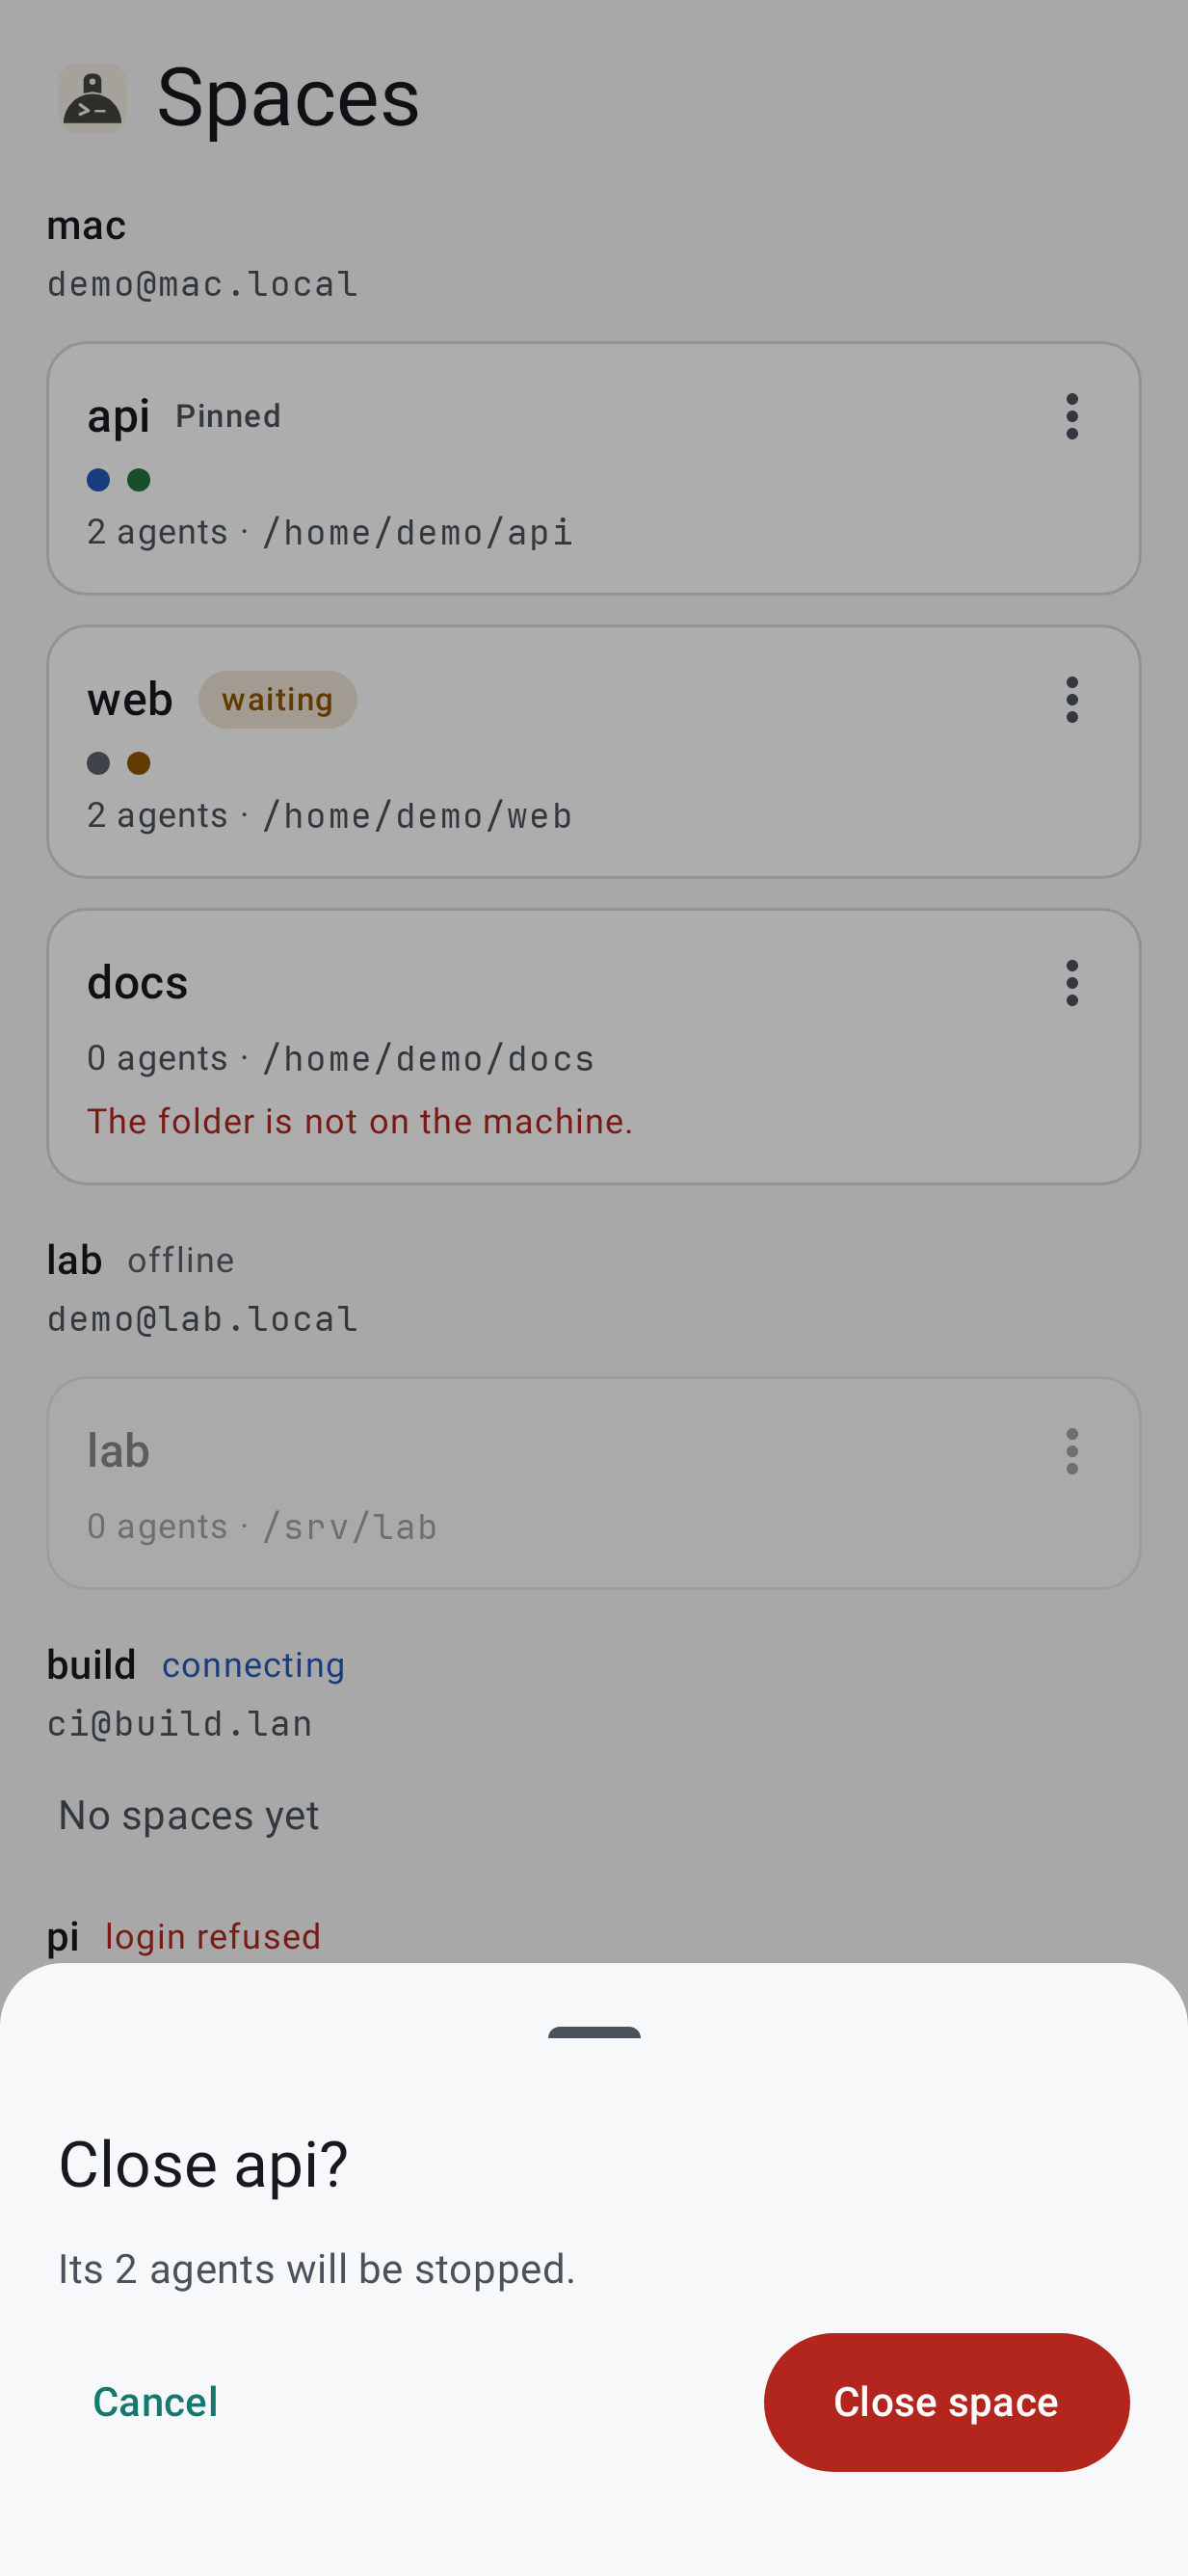 Spaces
mac
demo@mac.local
api Pinned
2 agents · /home/demo/api
web waiting
2 agents · /home/demo/web
docs
0 agents · /home/demo/docs
The folder is not on the machine.
lab offline
demo@lab.local
lab
0 agents · /srv/lab
build connecting
ci@build.lan
No spaces yet
pi login refused
Close api?
Its 2 agents will be stopped.
Cancel Close space